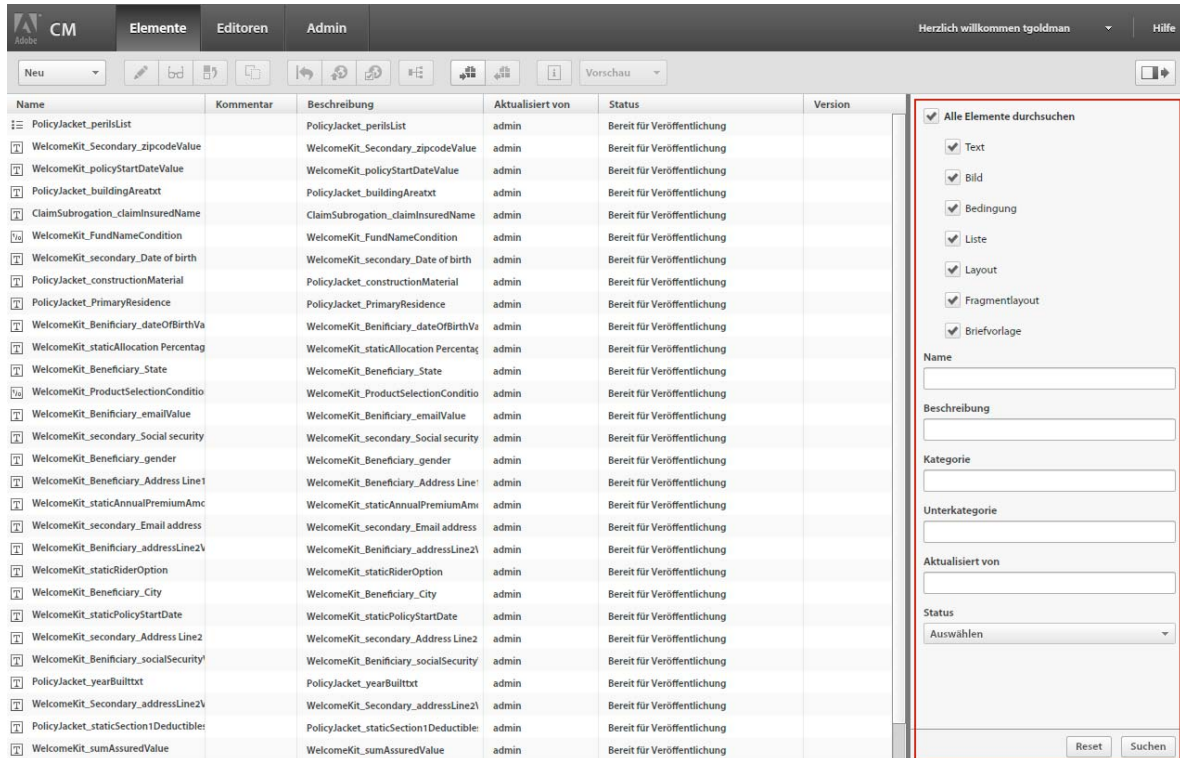 Adobe CM Elemente Editoren Admin Herzlich willkommen tgoldman Hilfe
Neu Vorschau
Name Kommentar Beschreibung Aktualisiert von Status Version
PolicyJacket_perilsList PolicyJacket_perilsList admin Bereit für Veröffentlichung
WelcomeKit_Secondary_zipcodeValue WelcomeKit_Secondary_zipcodeValue admin Bereit für Veröffentlichung
WelcomeKit_policyStartDateValue WelcomeKit_policyStartDateValue admin Bereit für Veröffentlichung
PolicyJacket_buildingAreatxt PolicyJacket_buildingAreatxt admin Bereit für Veröffentlichung
ClaimSubrogation_claimInsuredName ClaimSubrogation_claimInsuredName admin Bereit für Veröffentlichung
WelcomeKit_FundNameCondition WelcomeKit_FundNameCondition admin Bereit für Veröffentlichung
WelcomeKit_secondary_Date of birth WelcomeKit_secondary_Date of birth admin Bereit für Veröffentlichung
PolicyJacket_constructionMaterial PolicyJacket_constructionMaterial admin Bereit für Veröffentlichung
PolicyJacket_PrimaryResidence PolicyJacket_PrimaryResidence admin Bereit für Veröffentlichung
WelcomeKit_Benificiary_dateOfBirthVa WelcomeKit_Benificiary_dateOfBirthVa admin Bereit für Veröffentlichung
WelcomeKit_staticAllocation Percentag WelcomeKit_staticAllocation Percentag admin Bereit für Veröffentlichung
WelcomeKit_Beneficiary_State WelcomeKit_Beneficiary_State admin Bereit für Veröffentlichung
WelcomeKit_ProductSelectionConditio WelcomeKit_ProductSelectionConditio admin Bereit für Veröffentlichung
WelcomeKit_Benificiary_emailValue WelcomeKit_Benificiary_emailValue admin Bereit für Veröffentlichung
WelcomeKit_secondary_Social security WelcomeKit_secondary_Social security admin Bereit für Veröffentlichung
WelcomeKit_Beneficiary_gender WelcomeKit_Beneficiary_gender admin Bereit für Veröffentlichung
WelcomeKit_Beneficiary_Address Line1 WelcomeKit_Beneficiary_Address Line1 admin Bereit für Veröffentlichung
WelcomeKit_staticAnnualPremiumAmo WelcomeKit_staticAnnualPremiumAmo admin Bereit für Veröffentlichung
WelcomeKit_secondary_Email address WelcomeKit_secondary_Email address admin Bereit für Veröffentlichung
WelcomeKit_Benificiary_addressLine2V WelcomeKit_Benificiary_addressLine2V admin Bereit für Veröffentlichung
WelcomeKit_staticRiderOption WelcomeKit_staticRiderOption admin Bereit für Veröffentlichung
WelcomeKit_Beneficiary_City WelcomeKit_Beneficiary_City admin Bereit für Veröffentlichung
WelcomeKit_staticPolicyStartDate WelcomeKit_staticPolicyStartDate admin Bereit für Veröffentlichung
WelcomeKit_secondary_Address Line2 WelcomeKit_secondary_Address Line2 admin Bereit für Veröffentlichung
WelcomeKit_Benificiary_socialSecurityV WelcomeKit_Benificiary_socialSecurityV admin Bereit für Veröffentlichung
PolicyJacket_yearBuilttxt PolicyJacket_yearBuilttxt admin Bereit für Veröffentlichung
WelcomeKit_Secondary_addressLine2V WelcomeKit_Secondary_addressLine2V admin Bereit für Veröffentlichung
PolicyJacket_staticSection1Deductibles PolicyJacket_staticSection1Deductibles admin Bereit für Veröffentlichung
WelcomeKit_sumAssuredValue WelcomeKit_sumAssuredValue admin Bereit für Veröffentlichung
Alle Elemente durchsuchen
Text
Bild
Bedingung
Liste
Layout
Fragmentlayout
Briefvorlage
Name
Beschreibung
Kategorie
Unterkategorie
Aktualisiert von
Status
Auswählen
Reset Suchen